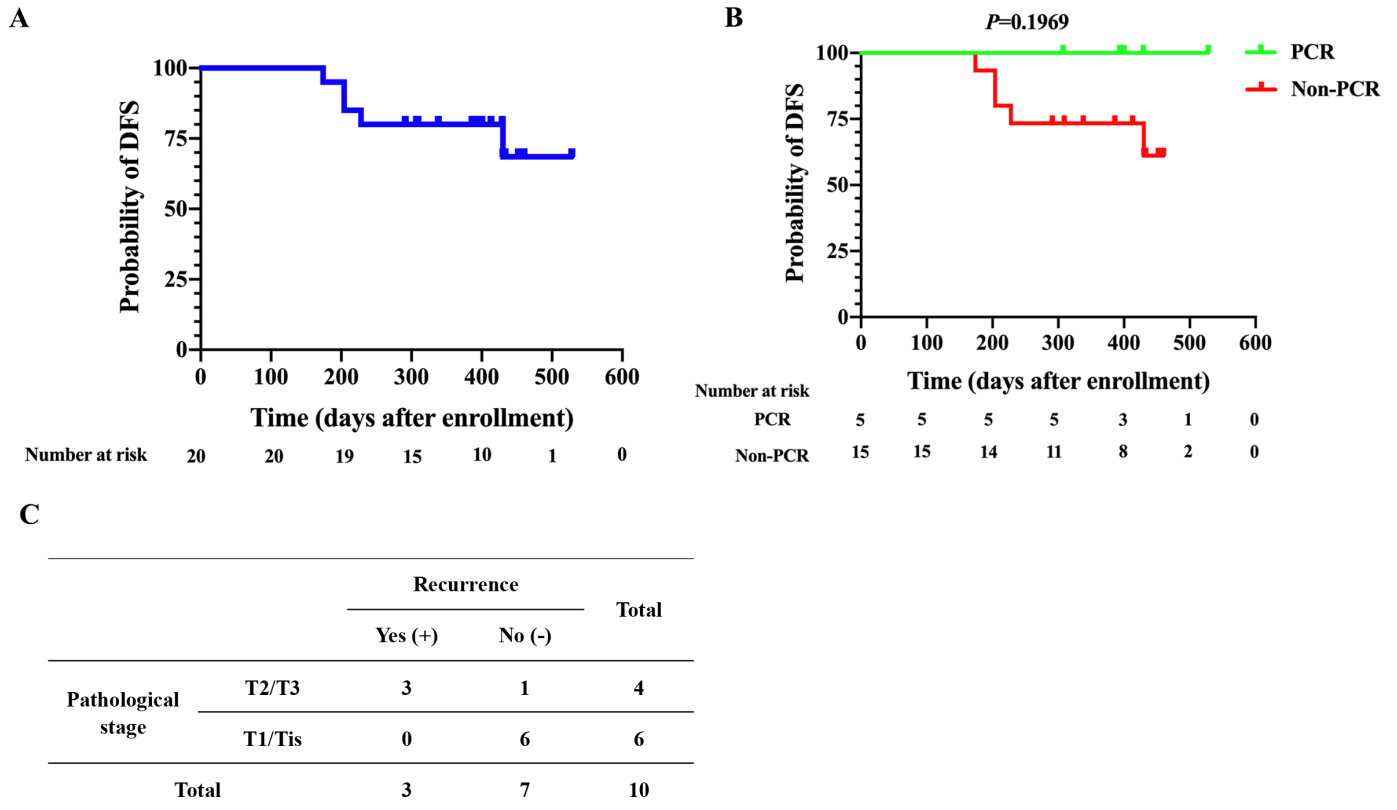 A
100
75
50
25
0
Probability of DFS
0 100 200 300 400 500 600
Time (days after enrollment)
Number at risk 20 20 19 15 10 1 0
B
P=0.1969
PCR
Non-PCR
100
75
50
25
0
Probability of DFS
0 100 200 300 400 500 600
Time (days after enrollment)
Number at risk
PCR 5 5 5 5 3 1 0
Non-PCR 15 15 14 11 8 2 0
C
Recurrence
Total
Yes (+) No (-)
Pathological stage
T2/T3 3 1 4
T1/Tis 0 6 6
Total 3 7 10